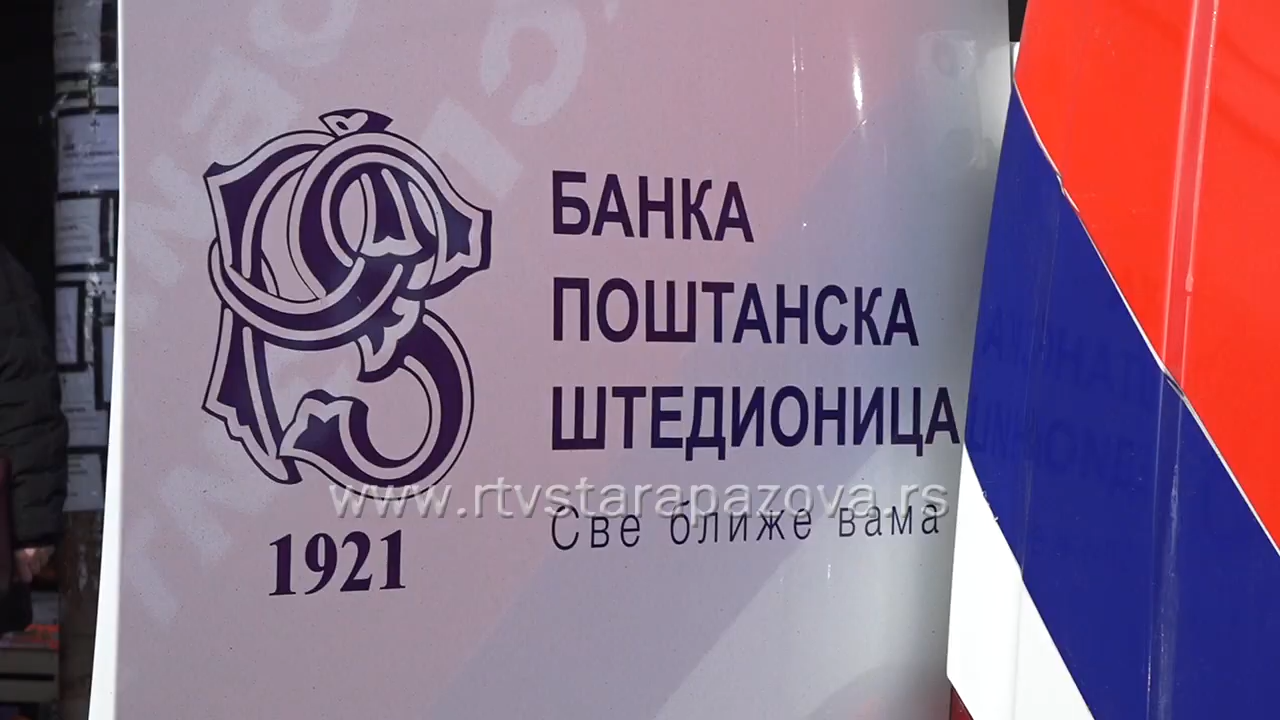 БАНКА
ПОШТАНСКА
ШТЕДИОНИЦА
www.rtvstarapazova.rs
Све ближе вама
1921